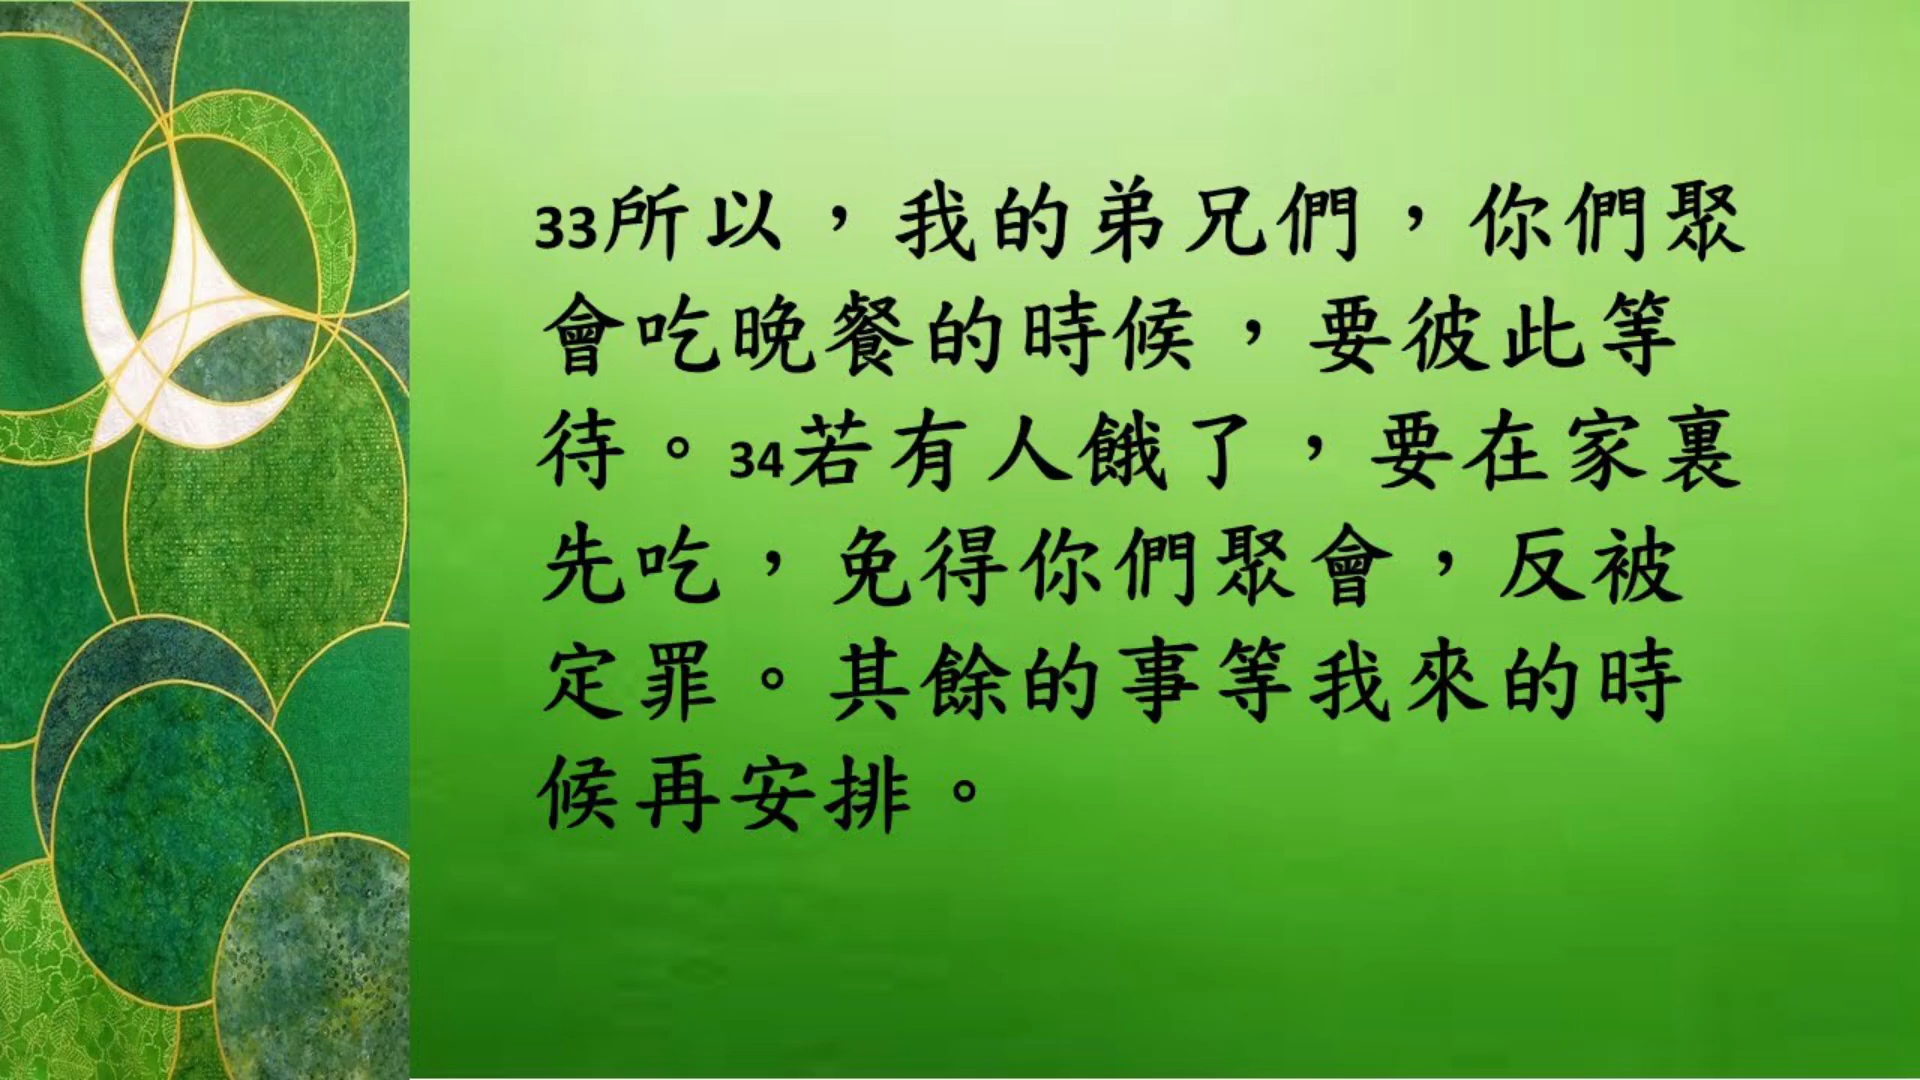 33所以，我的弟兄們，你們聚
會吃晚餐的時候，要彼此等
待。34若有人餓了，要在家裏
先吃，免得你們聚會，反被
定罪。其餘的事等我來的時
候再安排。